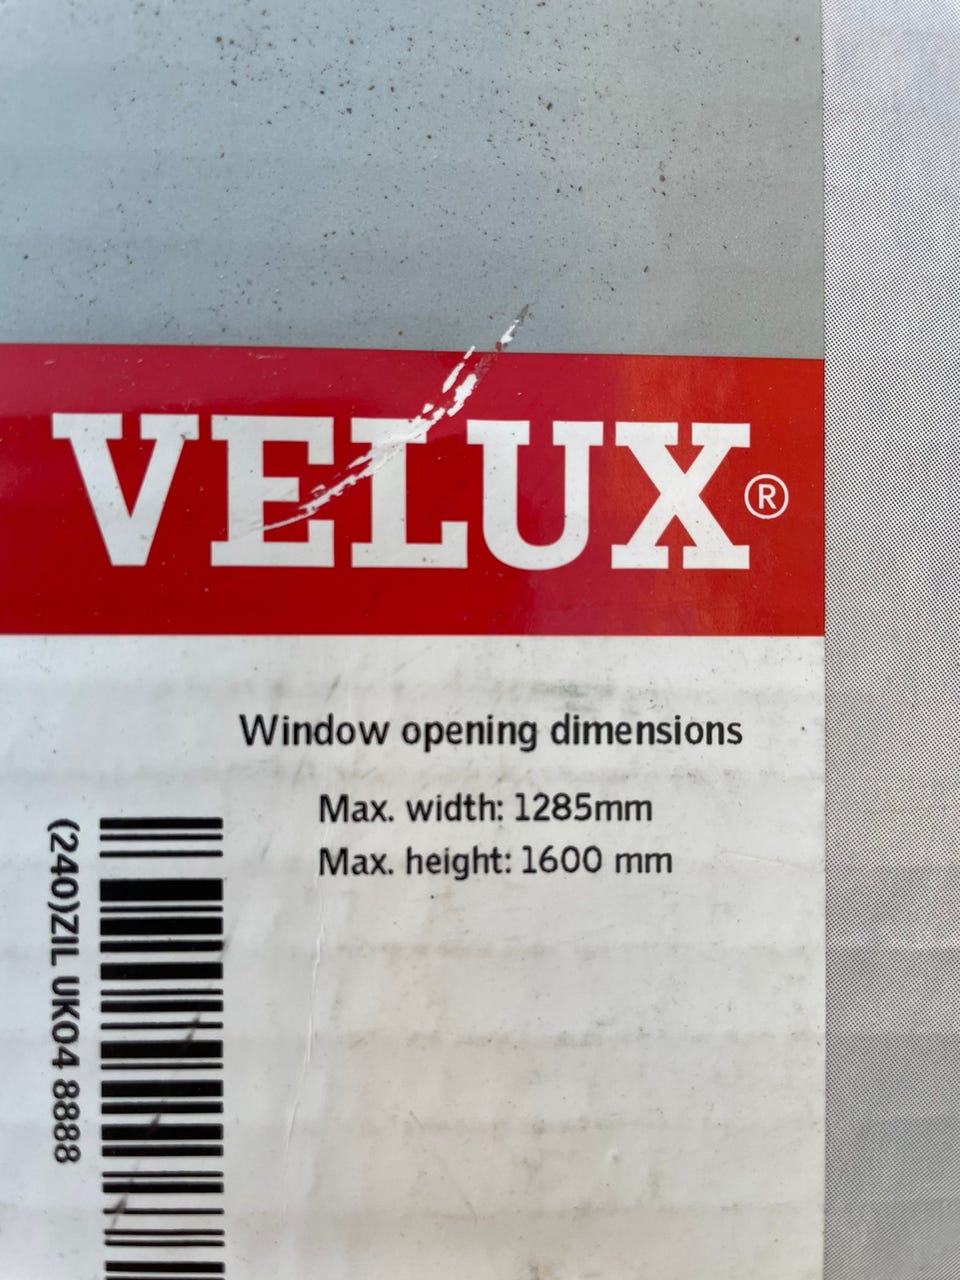 VELUX®
Window opening dimensions
Max. width: 1285mm
Max. height: 1600 mm
(240)ZIL UK04 8888